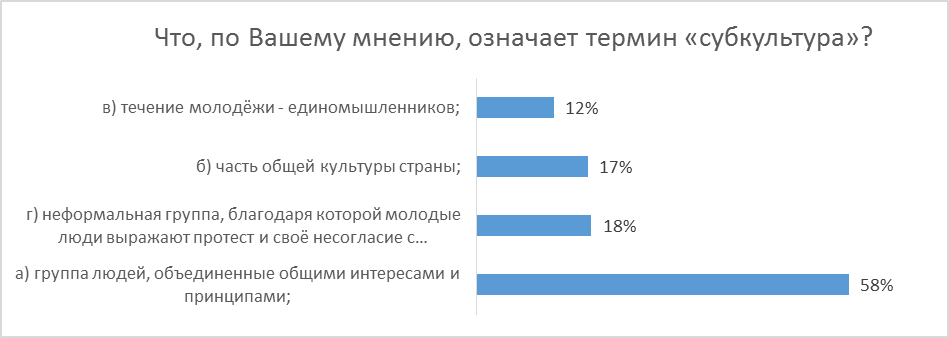 Что, по Вашему мнению, означает термин «субкультура»?
в) течение молодёжи - единомышленников;
12%
б) часть общей культуры страны;
17%
г) неформальная группа, благодаря которой молодые
люди выражают протест и своё несогласие с...
18%
а) группа людей, объединенные общими интересами и
принципами;
58%